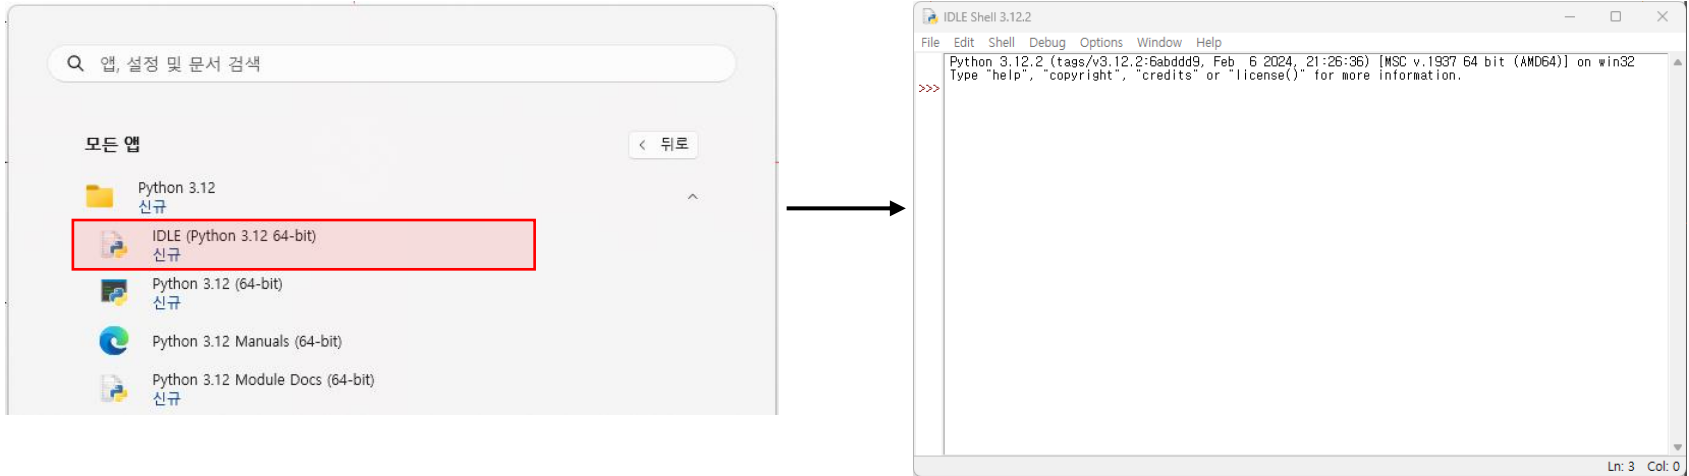 앱, 설정 및 문서 검색
모든 앱
뒤로
Python 3.12
신규
IDLE (Python 3.12 64-bit)
신규
Python 3.12 (64-bit)
신규
Python 3.12 Manuals (64-bit)
Python 3.12 Module Docs (64-bit)
신규
IDLE Shell 3.12.2
File Edit Shell Debug Options Window Help
Python 3.12.2 (tags/v3.12.2:6abddd9, Feb  6 2024, 21:26:36) [MSC v.1937 64 bit (AMD64)] on win32
Type "help", "copyright", "credits" or "license()" for more information.
>>>
Ln: 3 Col: 0